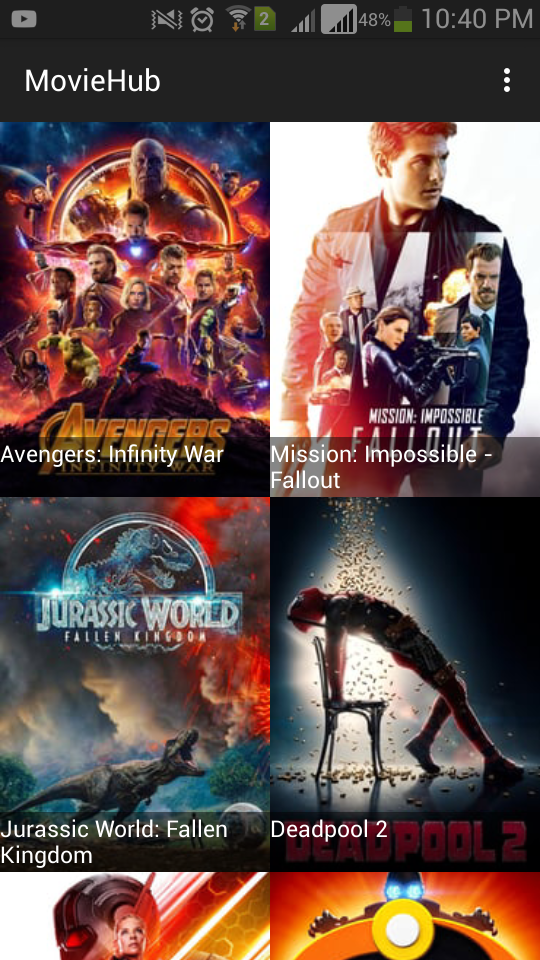 2 48% 10:40 PM
MovieHub
AVENGERS
INFINITY WAR
Avengers: Infinity War
MISSION: IMPOSSIBLE
FALLOUT
Mission: Impossible -
Fallout
JURASSIC WORLD
FALLEN KINGDOM
Jurassic World: Fallen
Kingdom
Deadpool 2
DEADPOOL 2